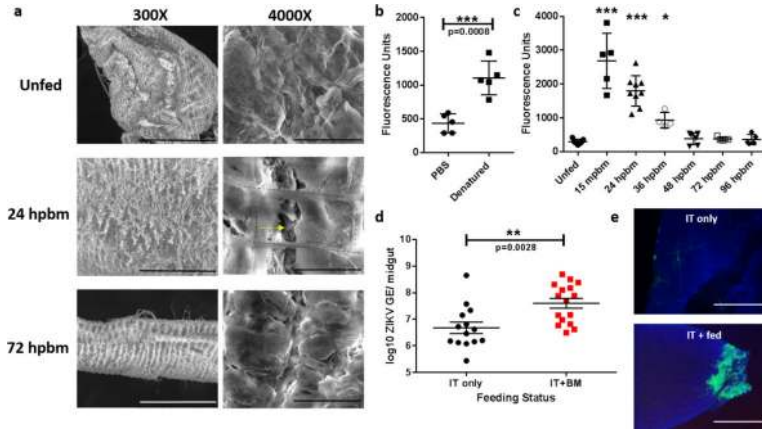 a
300X 4000X
Unfed
24 hpbm
72 hpbm
b
***
p=0.0008
Fluorescence Units
2000
1500
1000
500
0
PBS
Denatured
c
*** *** *
Fluorescence Units
4000
3000
2000
1000
0
Unfed
15 mpbm
24 hpbm
36 hpbm
48 hpbm
72 hpbm
96 hpbm
d
**
p=0.0028
log10 ZIKV GE/ midgut
10
9
8
7
6
5
IT only IT+BM
Feeding Status
e
IT only
IT + fed